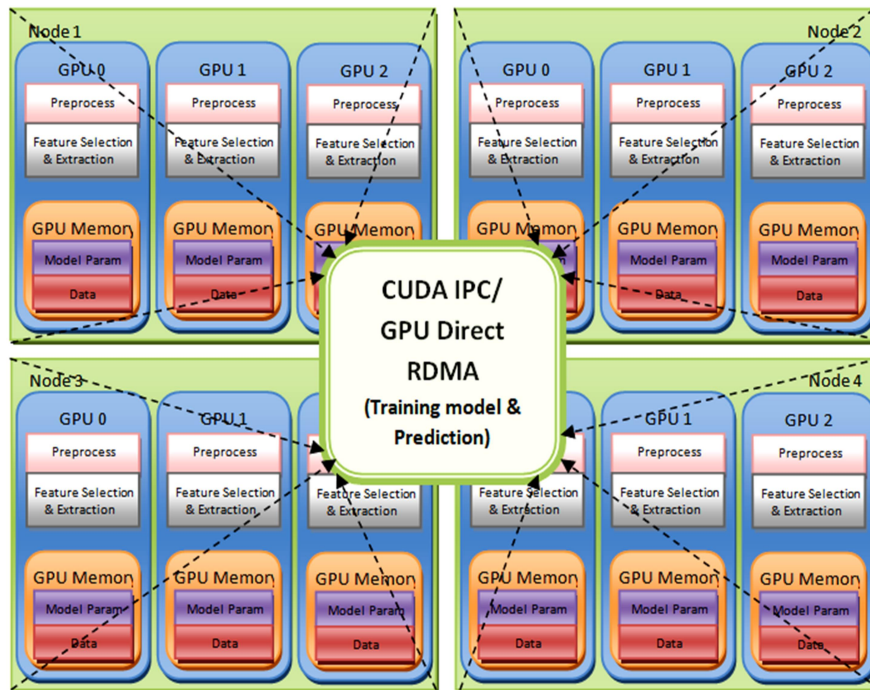 Node 1
GPU 0
Preprocess
Feature Selection
& Extraction
GPU Memory
Model Param
Data
GPU 1
Preprocess
Feature Selection
& Extraction
GPU Memory
Model Param
Data
GPU 2
Preprocess
Feature Selection
& Extraction
GPU Memory
Node 2
GPU 0
Preprocess
Feature Selection
& Extraction
GPU Memory
GPU 1
Preprocess
Feature Selection
& Extraction
GPU Memory
Model Param
Data
GPU 2
Preprocess
Feature Selection
& Extraction
GPU Memory
Model Param
Data
CUDA IPC/
GPU Direct
RDMA
(Training model &
Prediction)
Node 3
GPU 0
Preprocess
Feature Selection
& Extraction
GPU Memory
Model Param
Data
GPU 1
Preprocess
Feature Selection
& Extraction
GPU Memory
Model Param
Data
Feature Selection
& Extraction
GPU Memory
Model Param
Data
Node 4
Feature Selection
& Extraction
GPU Memory
Model Param
Data
GPU 1
Preprocess
Feature Selection
& Extraction
GPU Memory
Model Param
Data
GPU 2
Preprocess
Feature Selection
& Extraction
GPU Memory
Model Param
Data